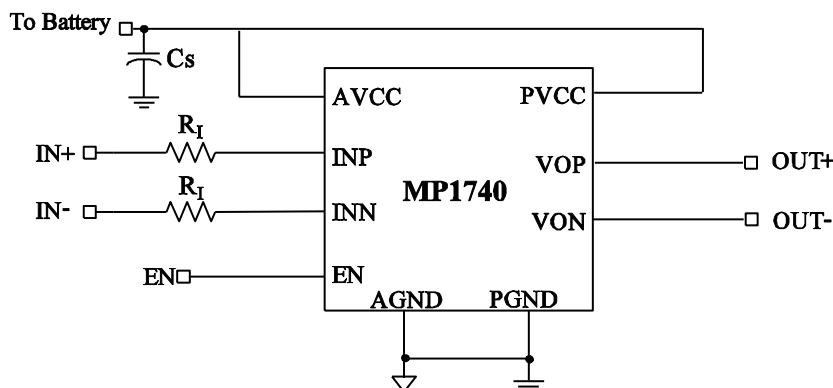 To Battery
Cs
AVCC
PVCC
RI
IN+
INP
VOP
OUT+
MP1740
RI
IN-
INN
VON
OUT-
EN
EN
AGND
PGND